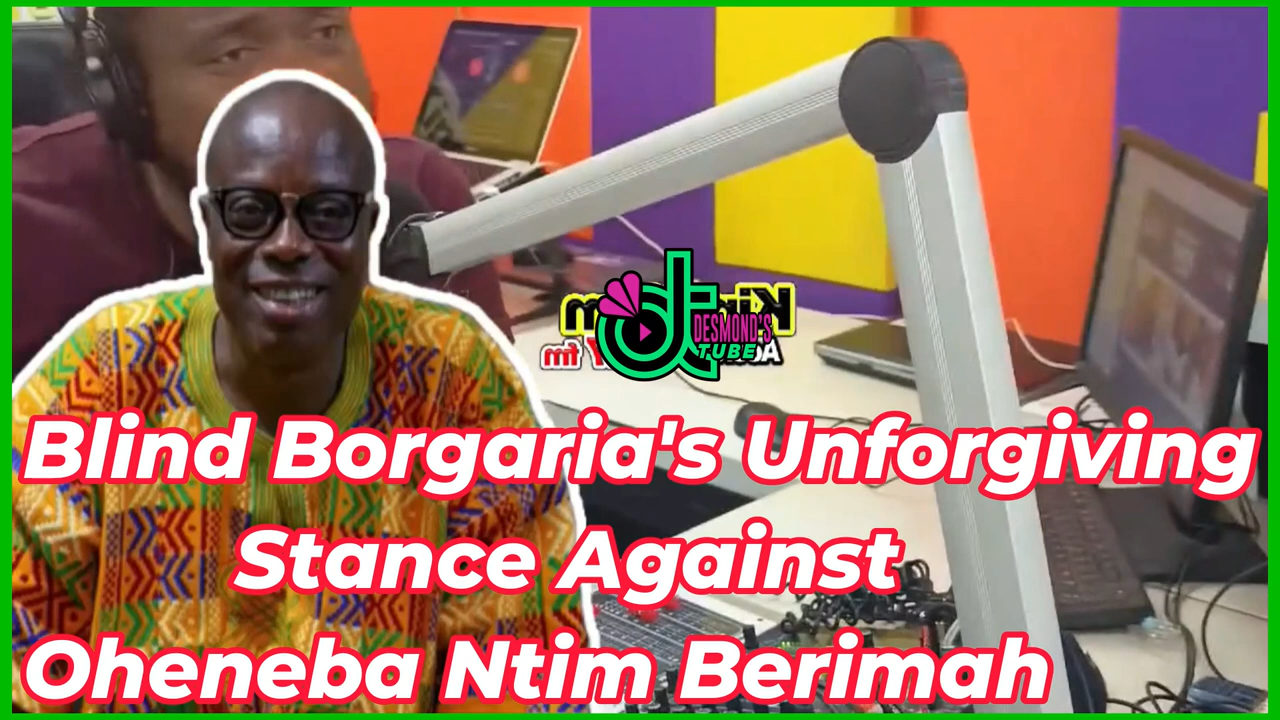 DESMOND'S
TUBE
Blind Borgaria's Unforgiving
Stance Against
Oheneba Ntim Berimah